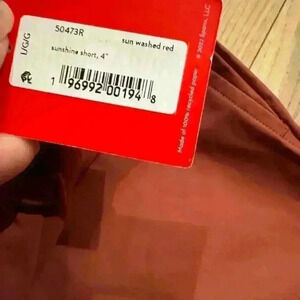 50473R
sun washed red
sunshine short, 4"
L/G/G
1 96992 00194 8
© 2022 Spanx, LLC
Made of 100% recycled paper